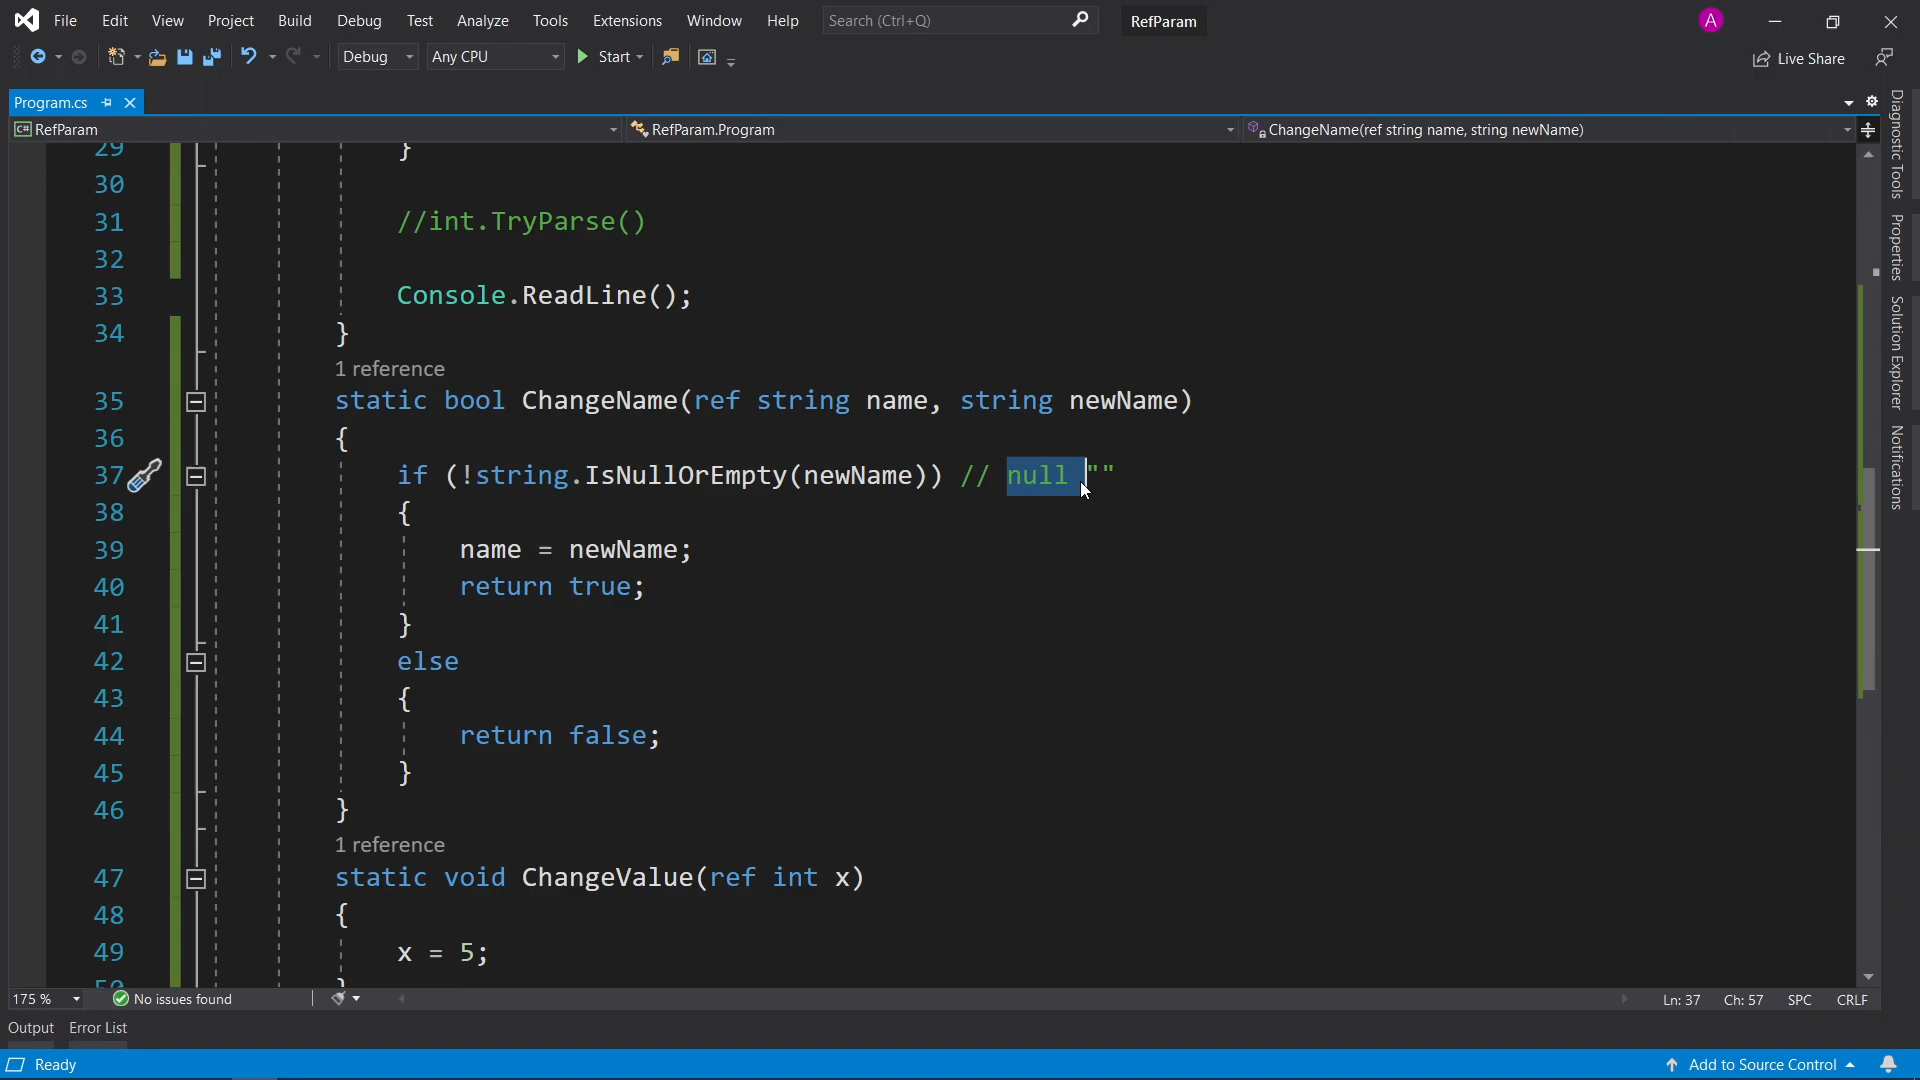 File Edit View Project Build Debug Test Analyze Tools Extensions Window Help Search (Ctrl+Q) RefParam A
Debug Any CPU Start Live Share
Program.cs
C# RefParam RefParam.Program ChangeName(ref string name, string newName)
29 }
30
31 //int.TryParse()
32
33 Console.ReadLine();
34 }
1 reference
35 static bool ChangeName(ref string name, string newName)
36 {
37 if (!string.IsNullOrEmpty(newName)) // null ""
38 {
39 name = newName;
40 return true;
41 }
42 else
43 {
44 return false;
45 }
46 }
1 reference
47 static void ChangeValue(ref int x)
48 {
49 x = 5;
50 }
175 % No issues found Ln: 37 Ch: 57 SPC CRLF
Output Error List
Ready Add to Source Control
Diagnostic Tools
Properties
Solution Explorer
Notifications